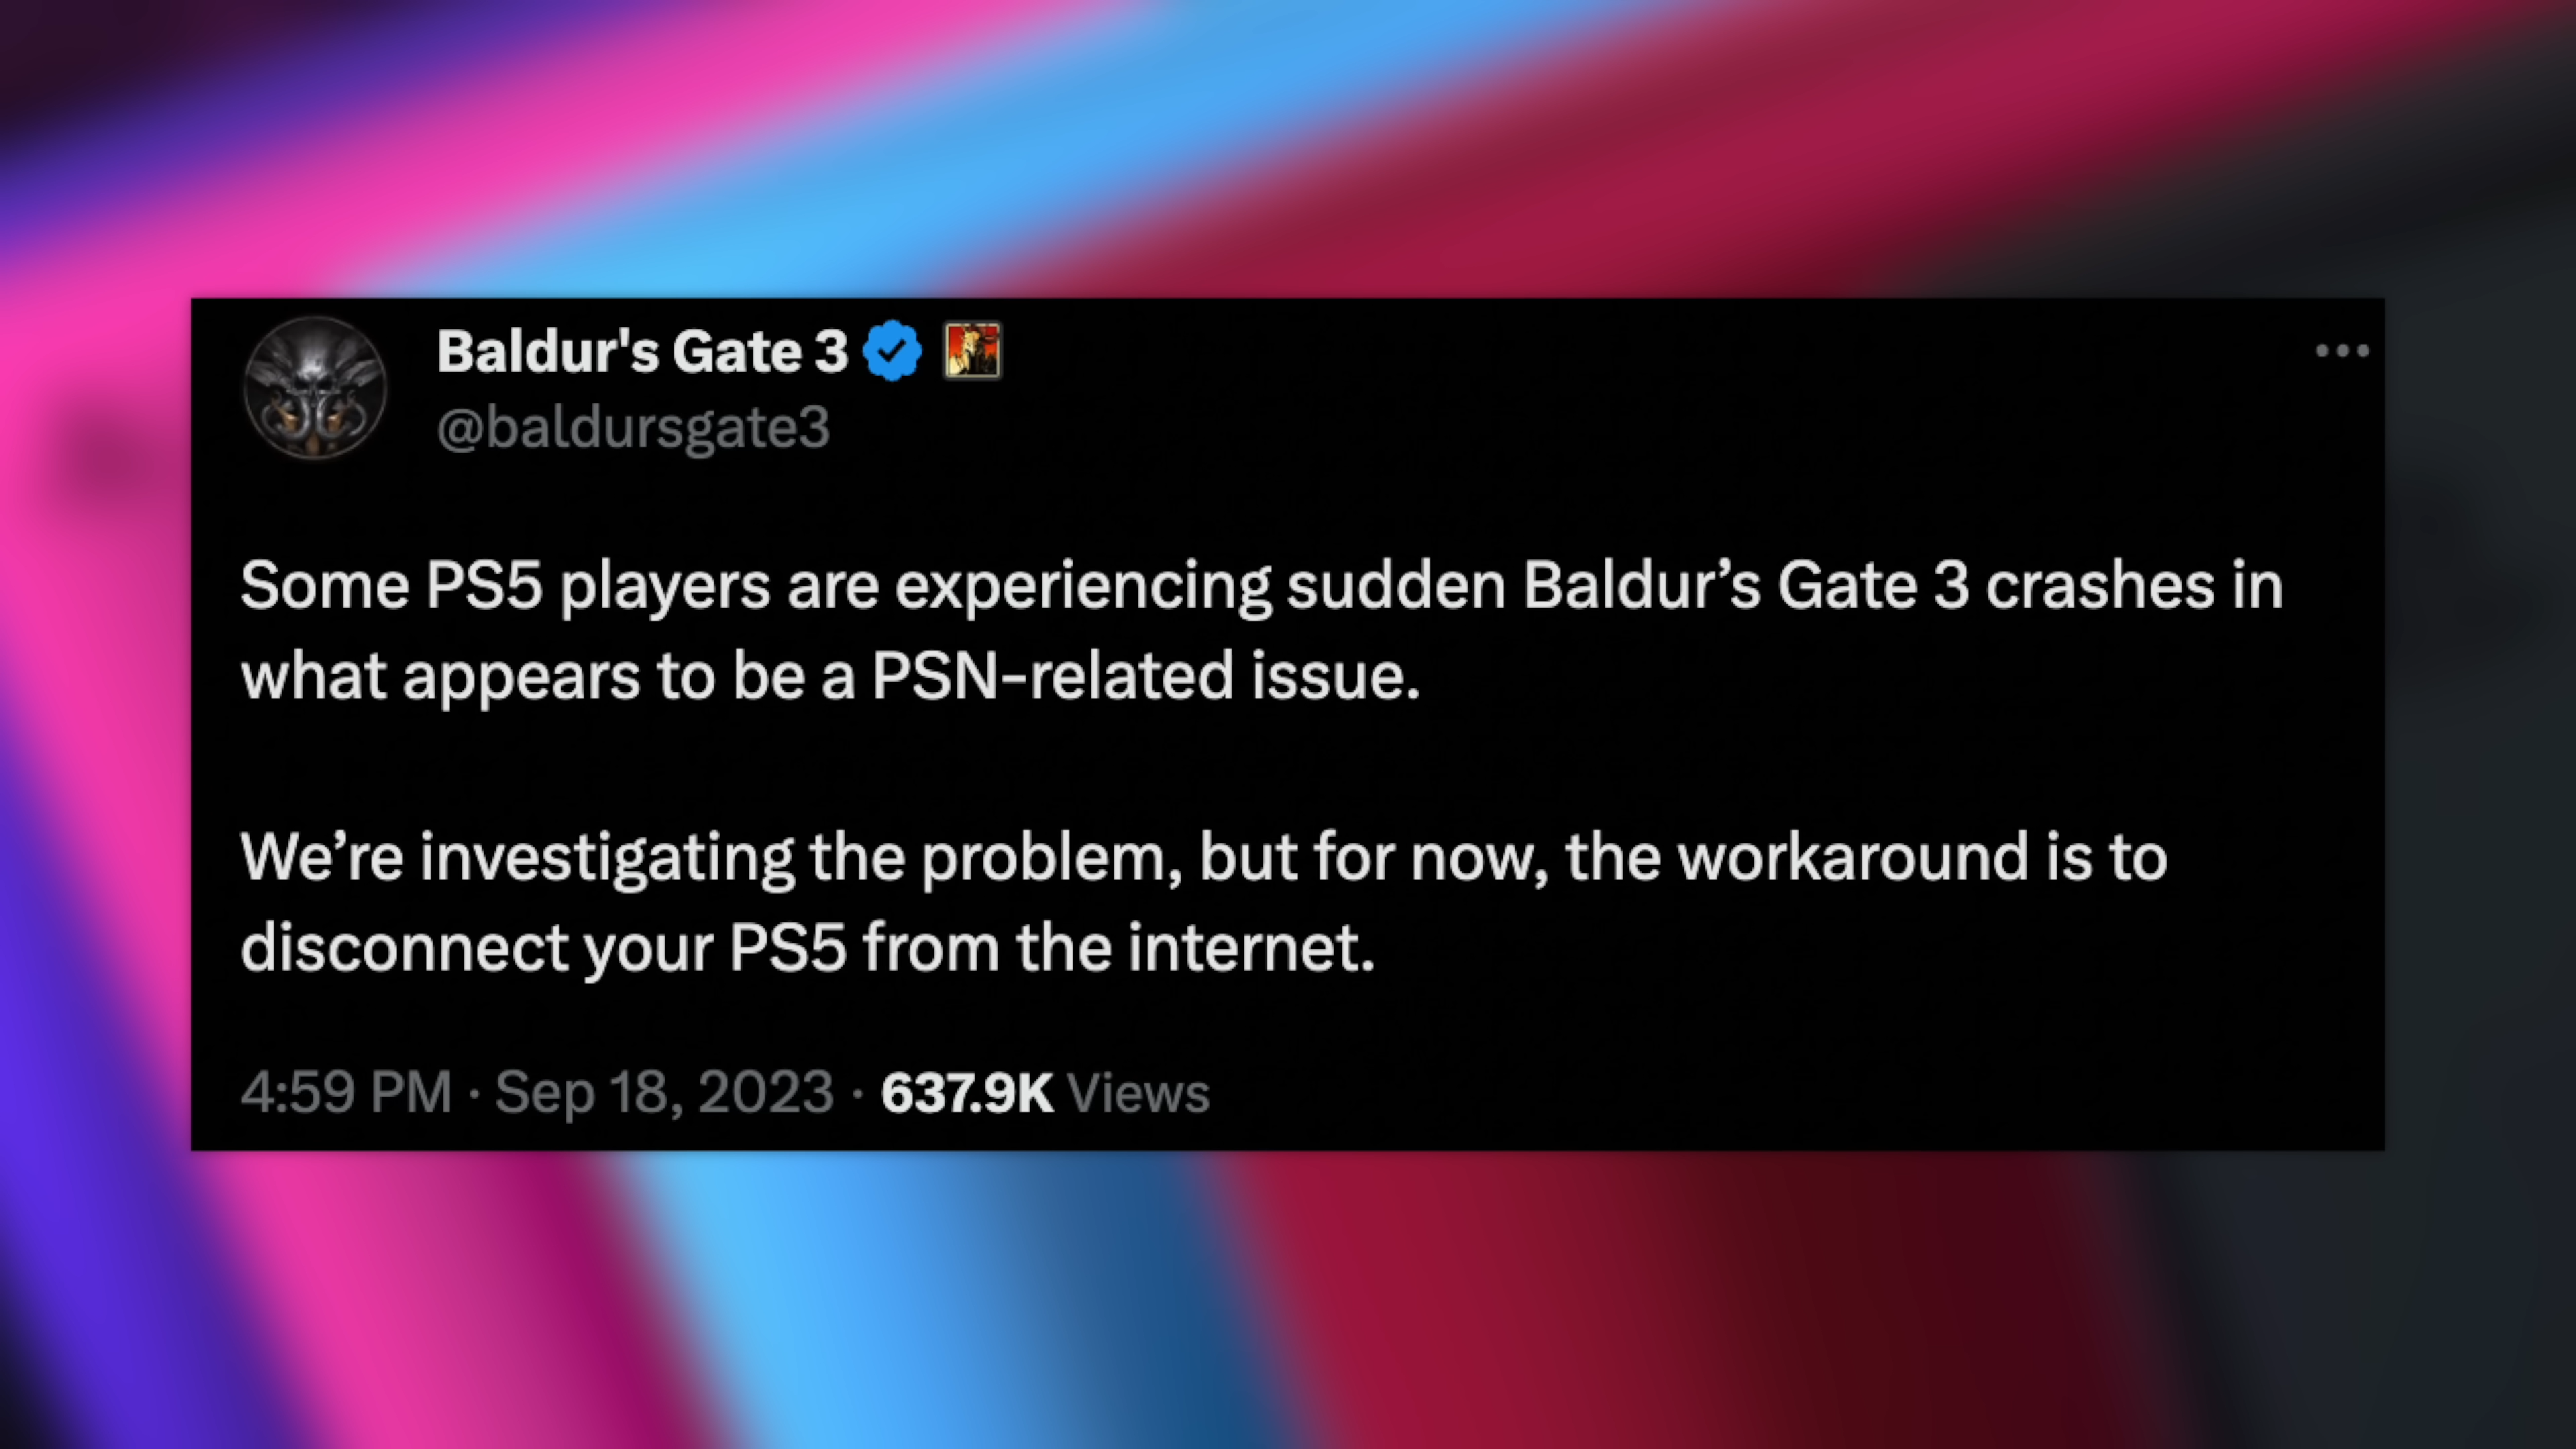 Baldur's Gate 3
@baldursgate3
Some PS5 players are experiencing sudden Baldur’s Gate 3 crashes in
what appears to be a PSN-related issue.
We’re investigating the problem, but for now, the workaround is to
disconnect your PS5 from the internet.
4:59 PM · Sep 18, 2023 · 637.9K Views